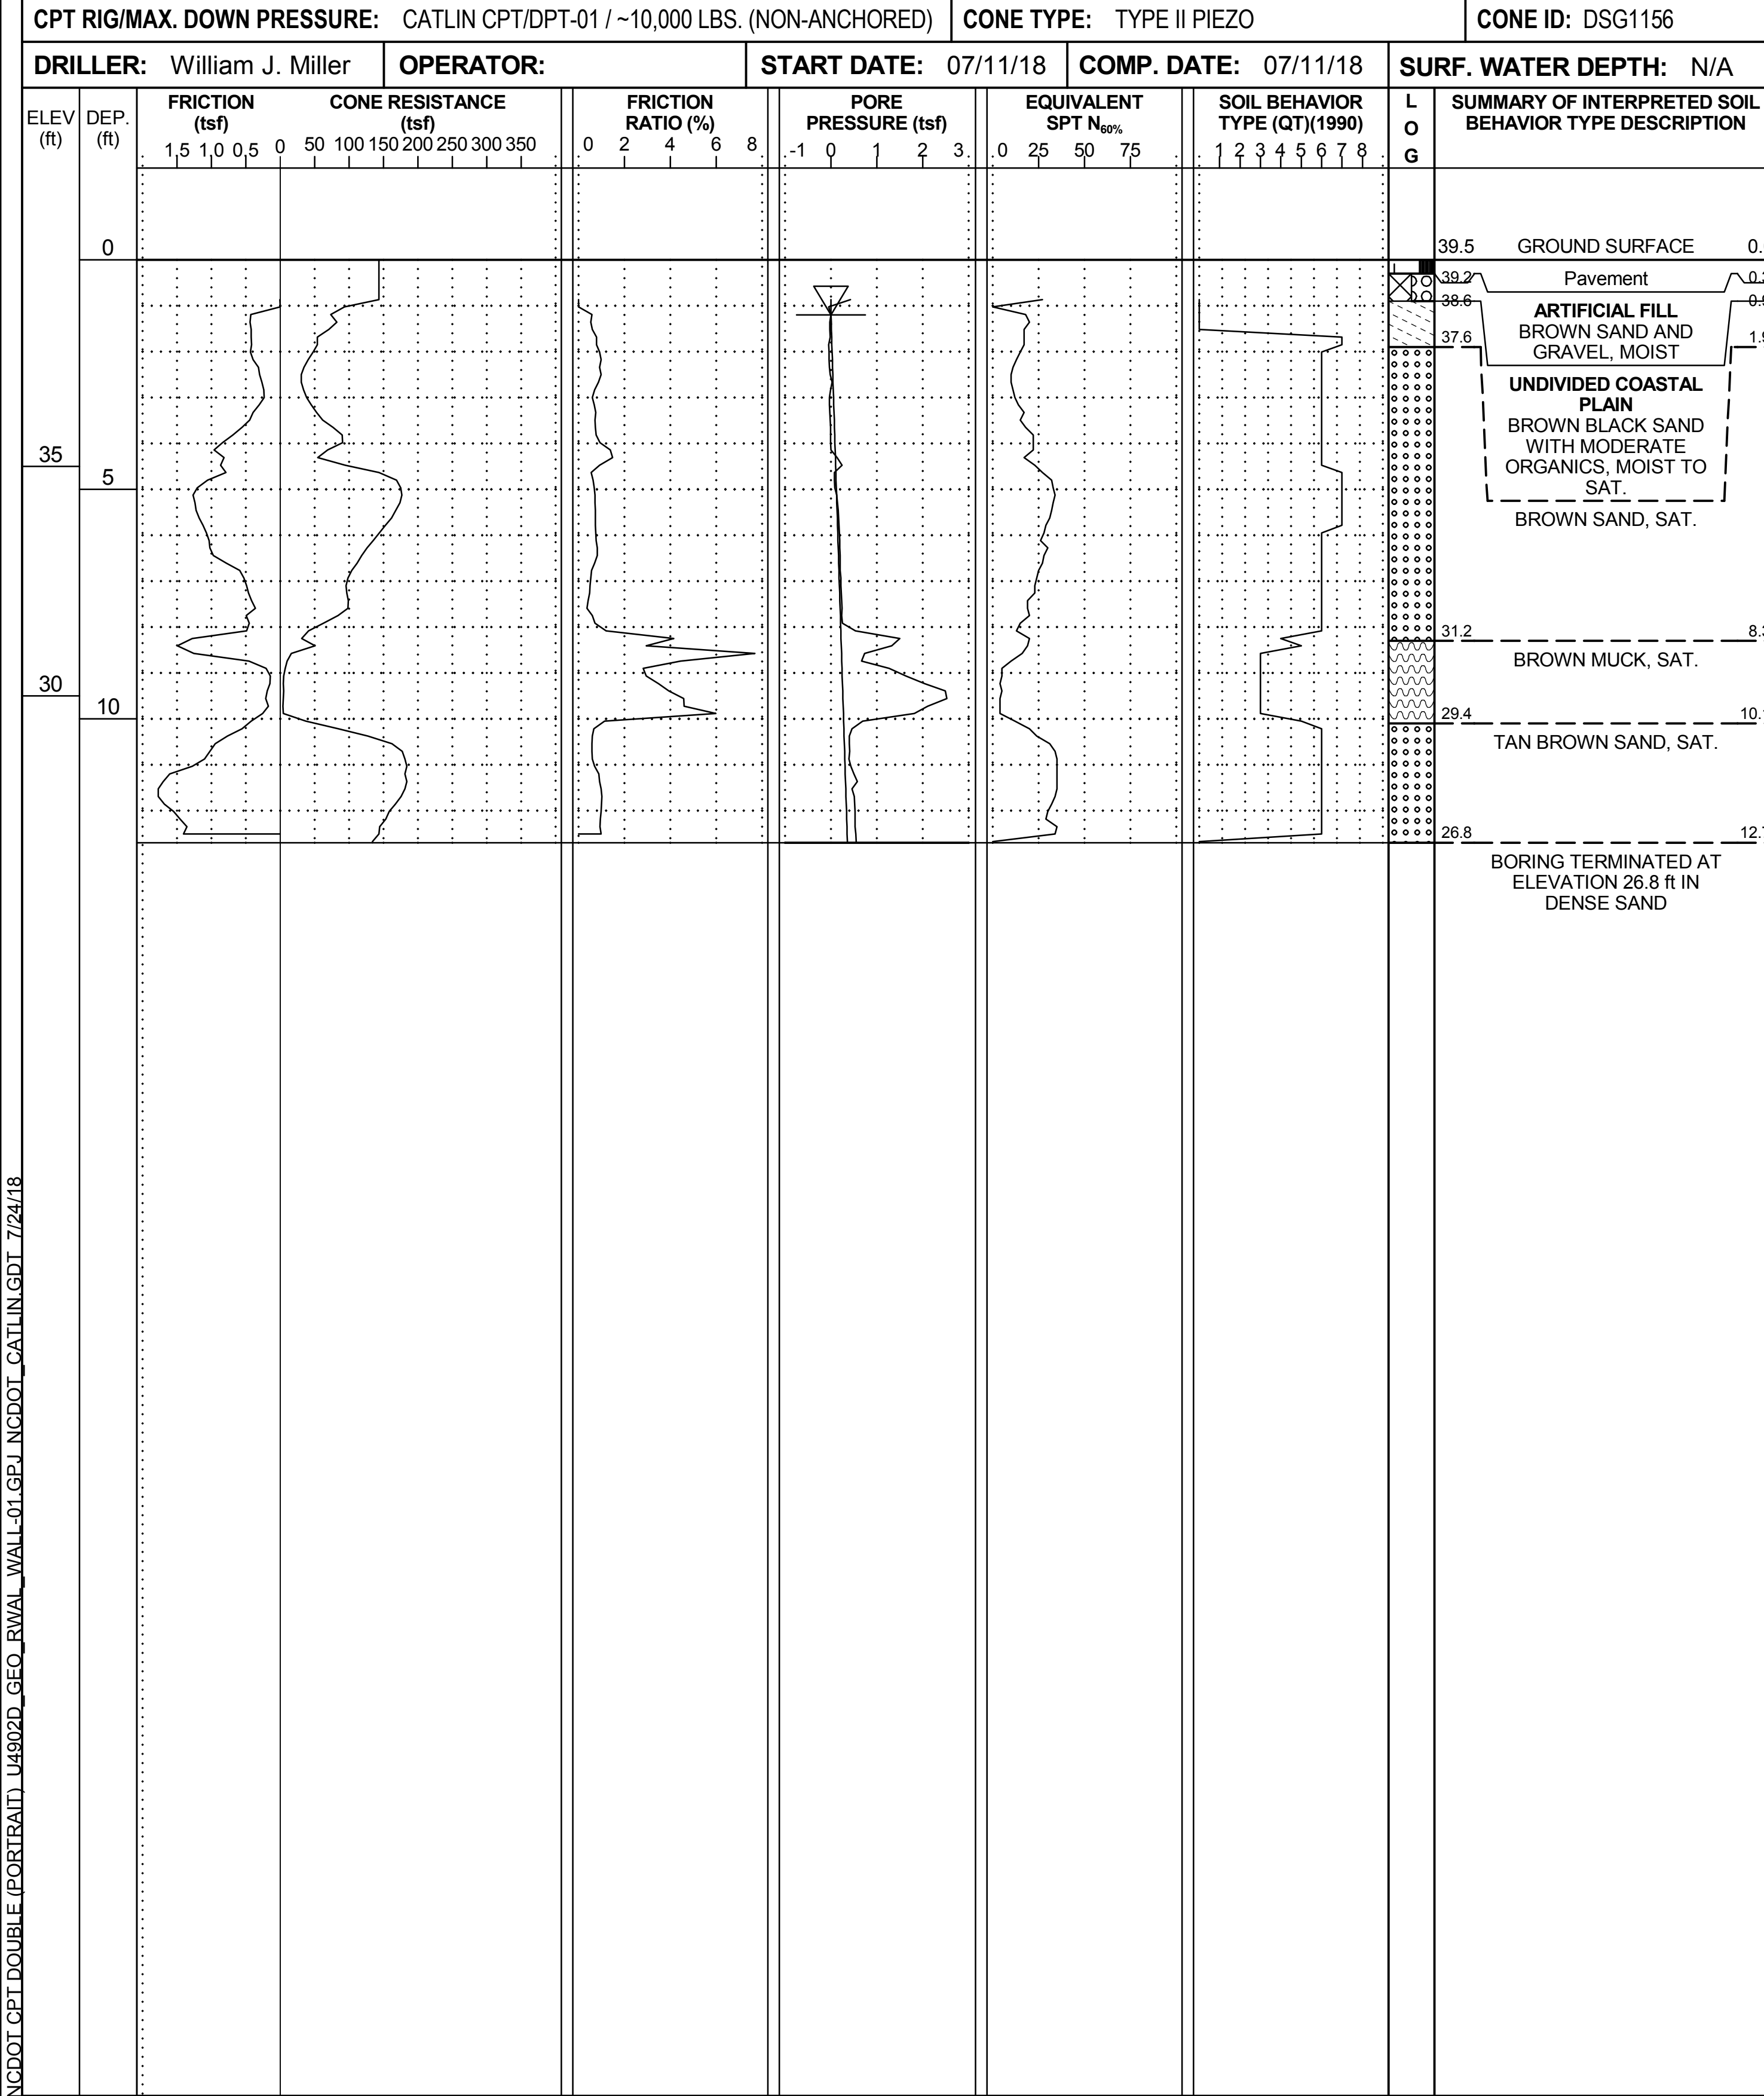 CPT RIG/MAX. DOWN PRESSURE: CATLIN CPT/DPT-01 / ~10,000 LBS. (NON-ANCHORED) CONE TYPE: TYPE II PIEZO CONE ID: DSG1156
DRILLER: William J. Miller OPERATOR: START DATE: 07/11/18 COMP. DATE: 07/11/18 SURF. WATER DEPTH: N/A
ELEV (ft)
DEP. (ft)
FRICTION (tsf)
1.5 1.0 0.5 0
CONE RESISTANCE (tsf)
50 100 150 200 250 300 350
FRICTION RATIO (%)
0 2 4 6 8
PORE PRESSURE (tsf)
-1 0 1 2 3
EQUIVALENT SPT N60%
0 25 50 75
SOIL BEHAVIOR TYPE (QT)(1990)
1 2 3 4 5 6 7 8
L
O
G
SUMMARY OF INTERPRETED SOIL
BEHAVIOR TYPE DESCRIPTION
0
35
5
30
10
39.5 GROUND SURFACE 0.
39.2 Pavement
38.6
ARTIFICIAL FILL
BROWN SAND AND
37.6
GRAVEL, MOIST
UNDIVIDED COASTAL
PLAIN
BROWN BLACK SAND
WITH MODERATE
ORGANICS, MOIST TO
SAT.
BROWN SAND, SAT.
31.2 8.
BROWN MUCK, SAT.
29.4 10.
TAN BROWN SAND, SAT.
26.8 12.
BORING TERMINATED AT
ELEVATION 26.8 ft IN
DENSE SAND
NCDOT CPT DOUBLE (PORTRAIT) U4902D_GEO_RWAL_WALL-01.GPJ NCDOT_CATLIN.GDT 7/24/18